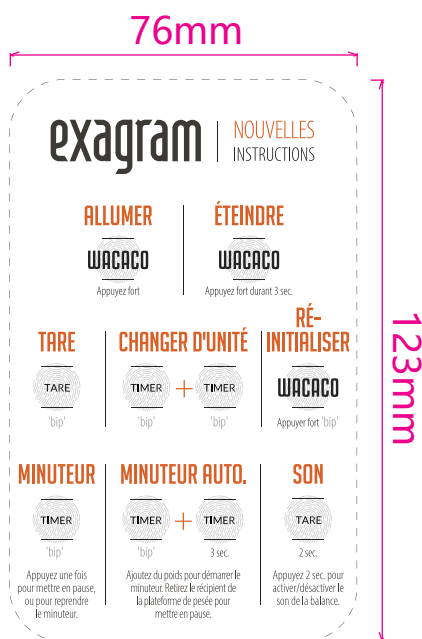 76mm
exagram
NOUVELLES
INSTRUCTIONS
ALLUMER
WACACO
Appuyez fort
ÉTEINDRE
WACACO
Appuyez fort durant 3 sec.
TARE
TARE
'bip'
CHANGER D'UNITÉ
TIMER + TIMER
'bip' 'bip'
RÉ-
INITIALISER
WACACO
Appuyer fort 'bip'
123mm
MINUTEUR
TIMER
'bip'
Appuyez une fois
pour mettre en pause,
ou pour reprendre
le minuteur.
MINUTEUR AUTO.
TIMER + TIMER
'bip' 3 sec.
Ajoutez du poids pour démarrer le
minuteur. Retirez le récipient de
la plateforme de pesée pour
mettre en pause.
SON
TARE
2 sec.
Appuyez 2 sec. pour
activer/désactiver le
son de la balance.